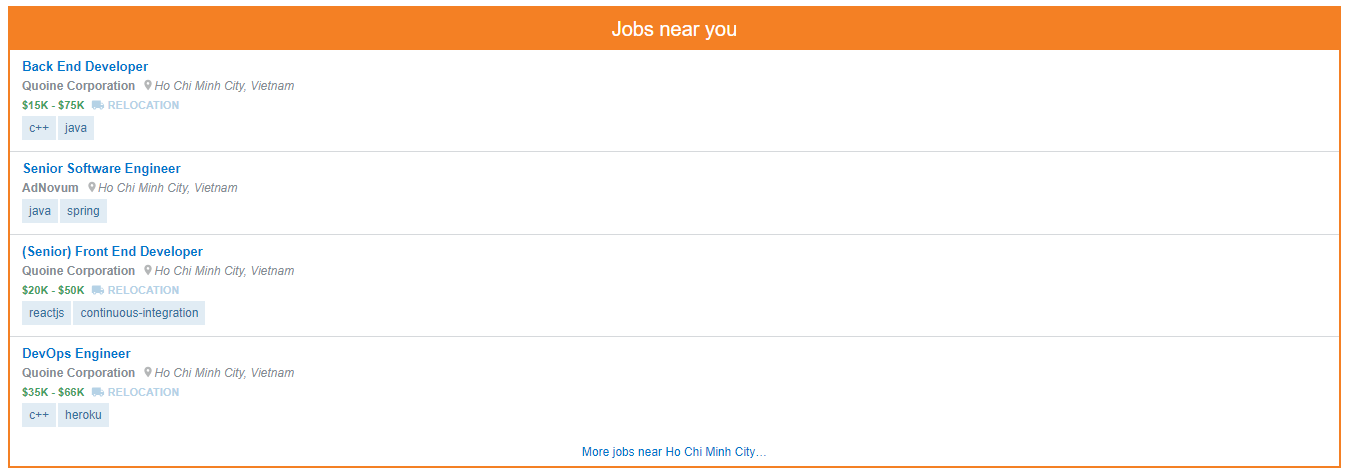 Jobs near you
Back End Developer
Quoine Corporation Ho Chi Minh City, Vietnam
$15K - $75K RELOCATION
c++ java
Senior Software Engineer
AdNovum Ho Chi Minh City, Vietnam
java spring
(Senior) Front End Developer
Quoine Corporation Ho Chi Minh City, Vietnam
$20K - $50K RELOCATION
reactjs continuous-integration
DevOps Engineer
Quoine Corporation Ho Chi Minh City, Vietnam
$35K - $66K RELOCATION
c++ heroku
More jobs near Ho Chi Minh City…